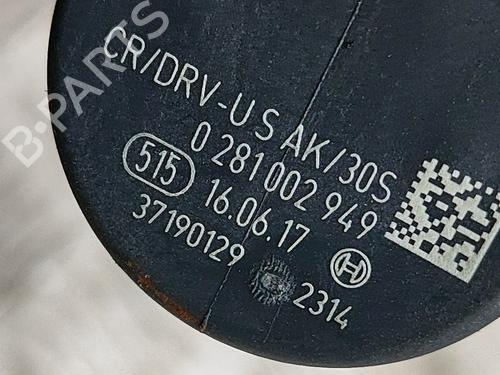 CR/DRV-U S AK/30S
0 281 002 949
515 16.06.17
37190129
2314
B-PARTS